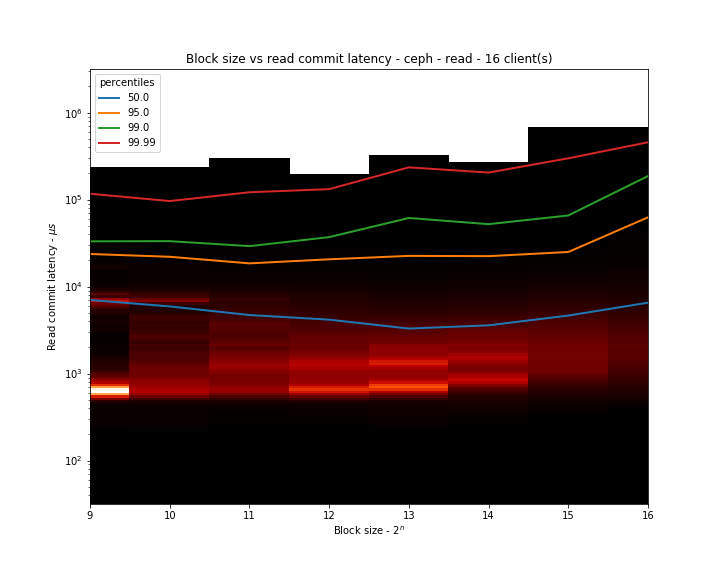 Block size vs read commit latency - ceph - read - 16 client(s)
percentiles
50.0
95.0
99.0
99.99
10⁶
10⁵
10⁴
10³
10²
Read commit latency - μs
9 10 11 12 13 14 15 16
Block size - 2ⁿ